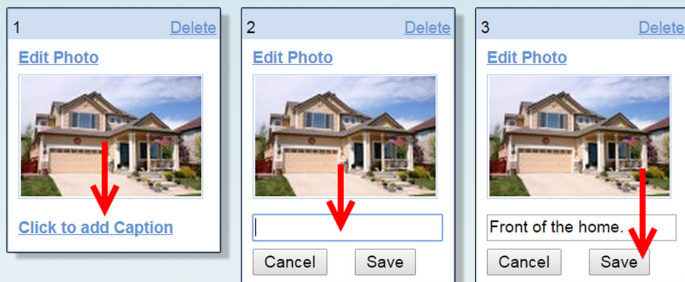 1 Delete
Edit Photo
Click to add Caption
2 Delete
Edit Photo
Cancel Save
3 Delete
Edit Photo
Front of the home.
Cancel Save